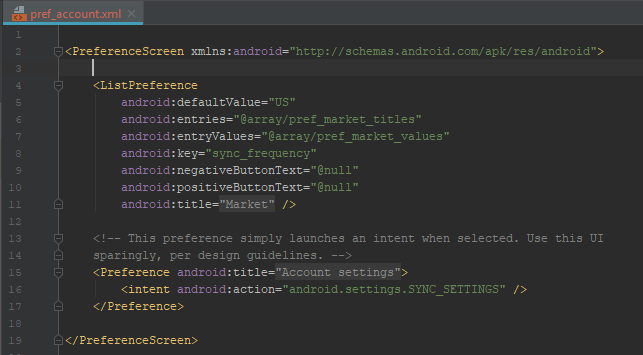 pref_account.xml
1
2 <PreferenceScreen xmlns:android="http://schemas.android.com/apk/res/android">
3
4 <ListPreference
5 android:defaultValue="US"
6 android:entries="@array/pref_market_titles"
7 android:entryValues="@array/pref_market_values"
8 android:key="sync_frequency"
9 android:negativeButtonText="@null"
10 android:positiveButtonText="@null"
11 android:title="Market" />
12
13 <!-- This preference simply launches an intent when selected. Use this UI
14 sparingly, per design guidelines. -->
15 <Preference android:title="Account settings">
16 <intent android:action="android.settings.SYNC_SETTINGS" />
17 </Preference>
18
19 </PreferenceScreen>